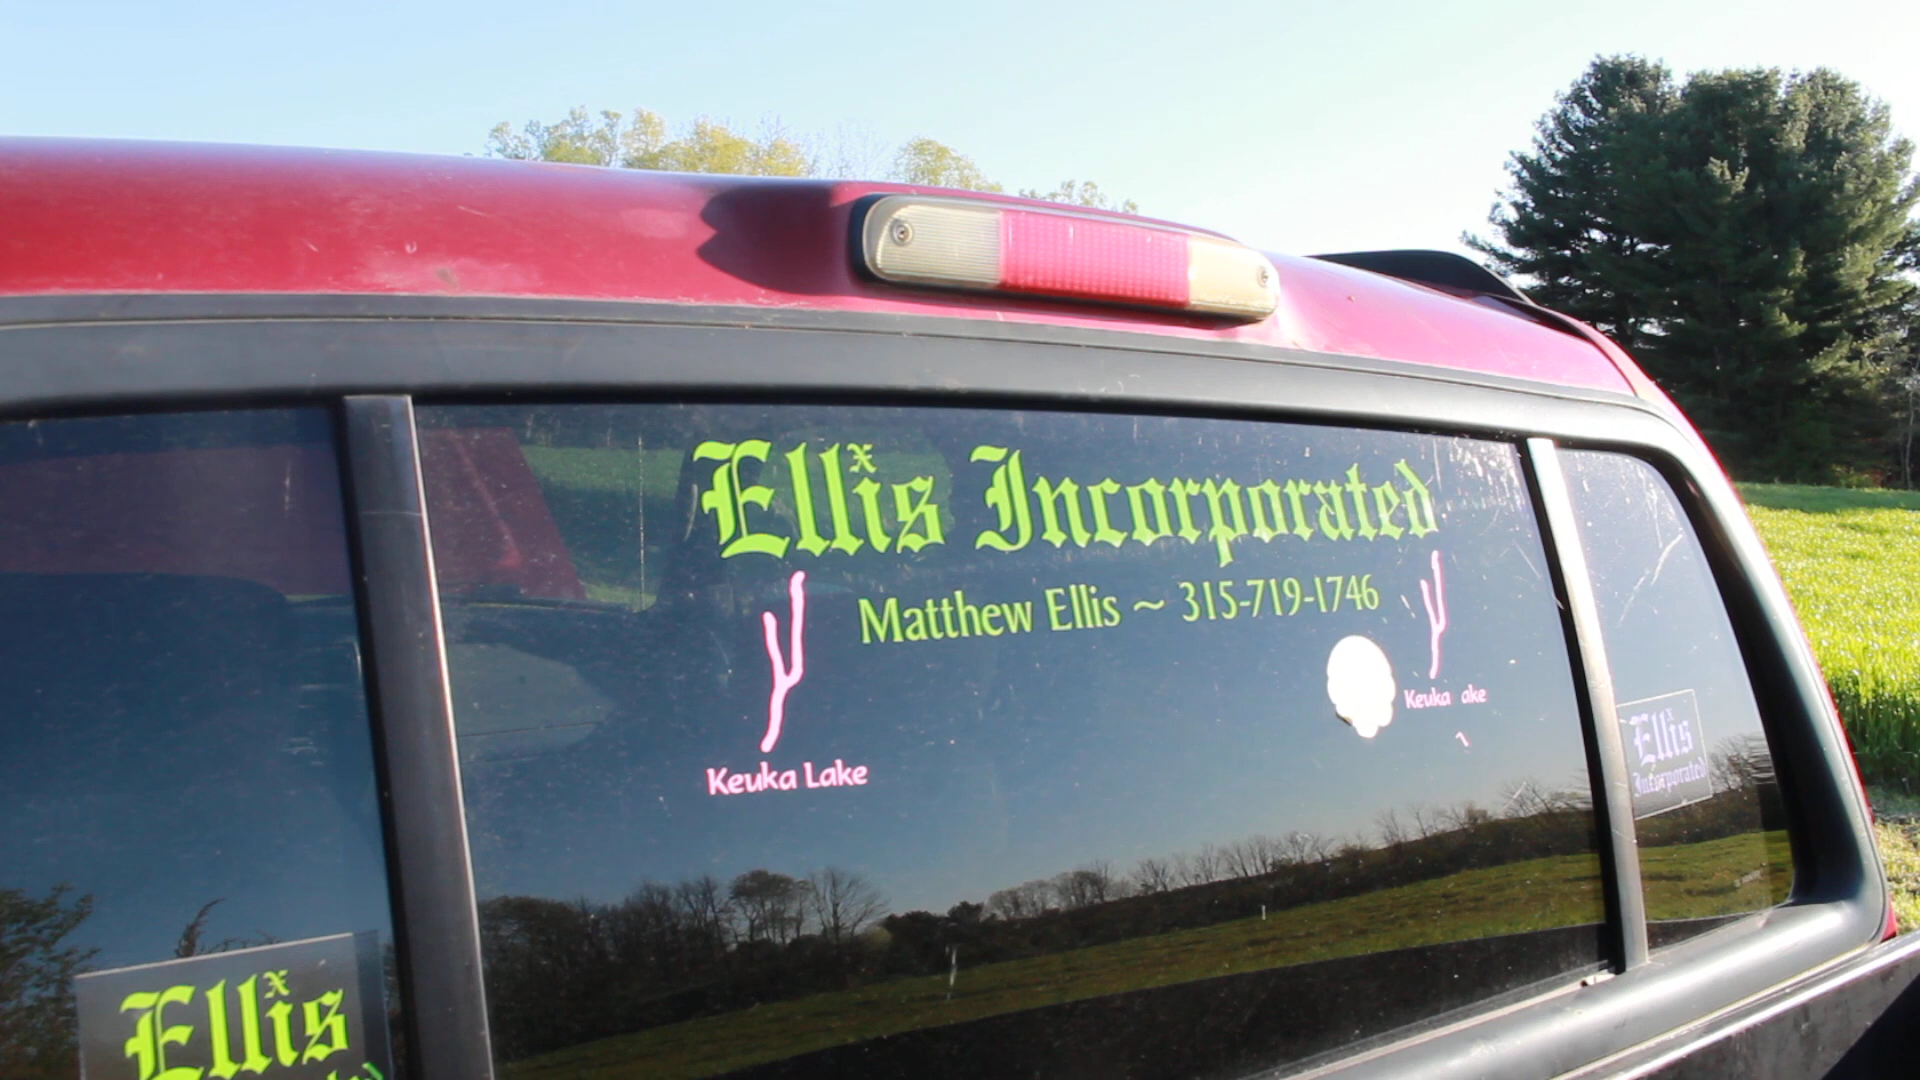 Ellis Incorporated
Matthew Ellis ~ 315-719-1746
Keuka Lake
Keuka ake
Ellis
Incorporated
Ellis